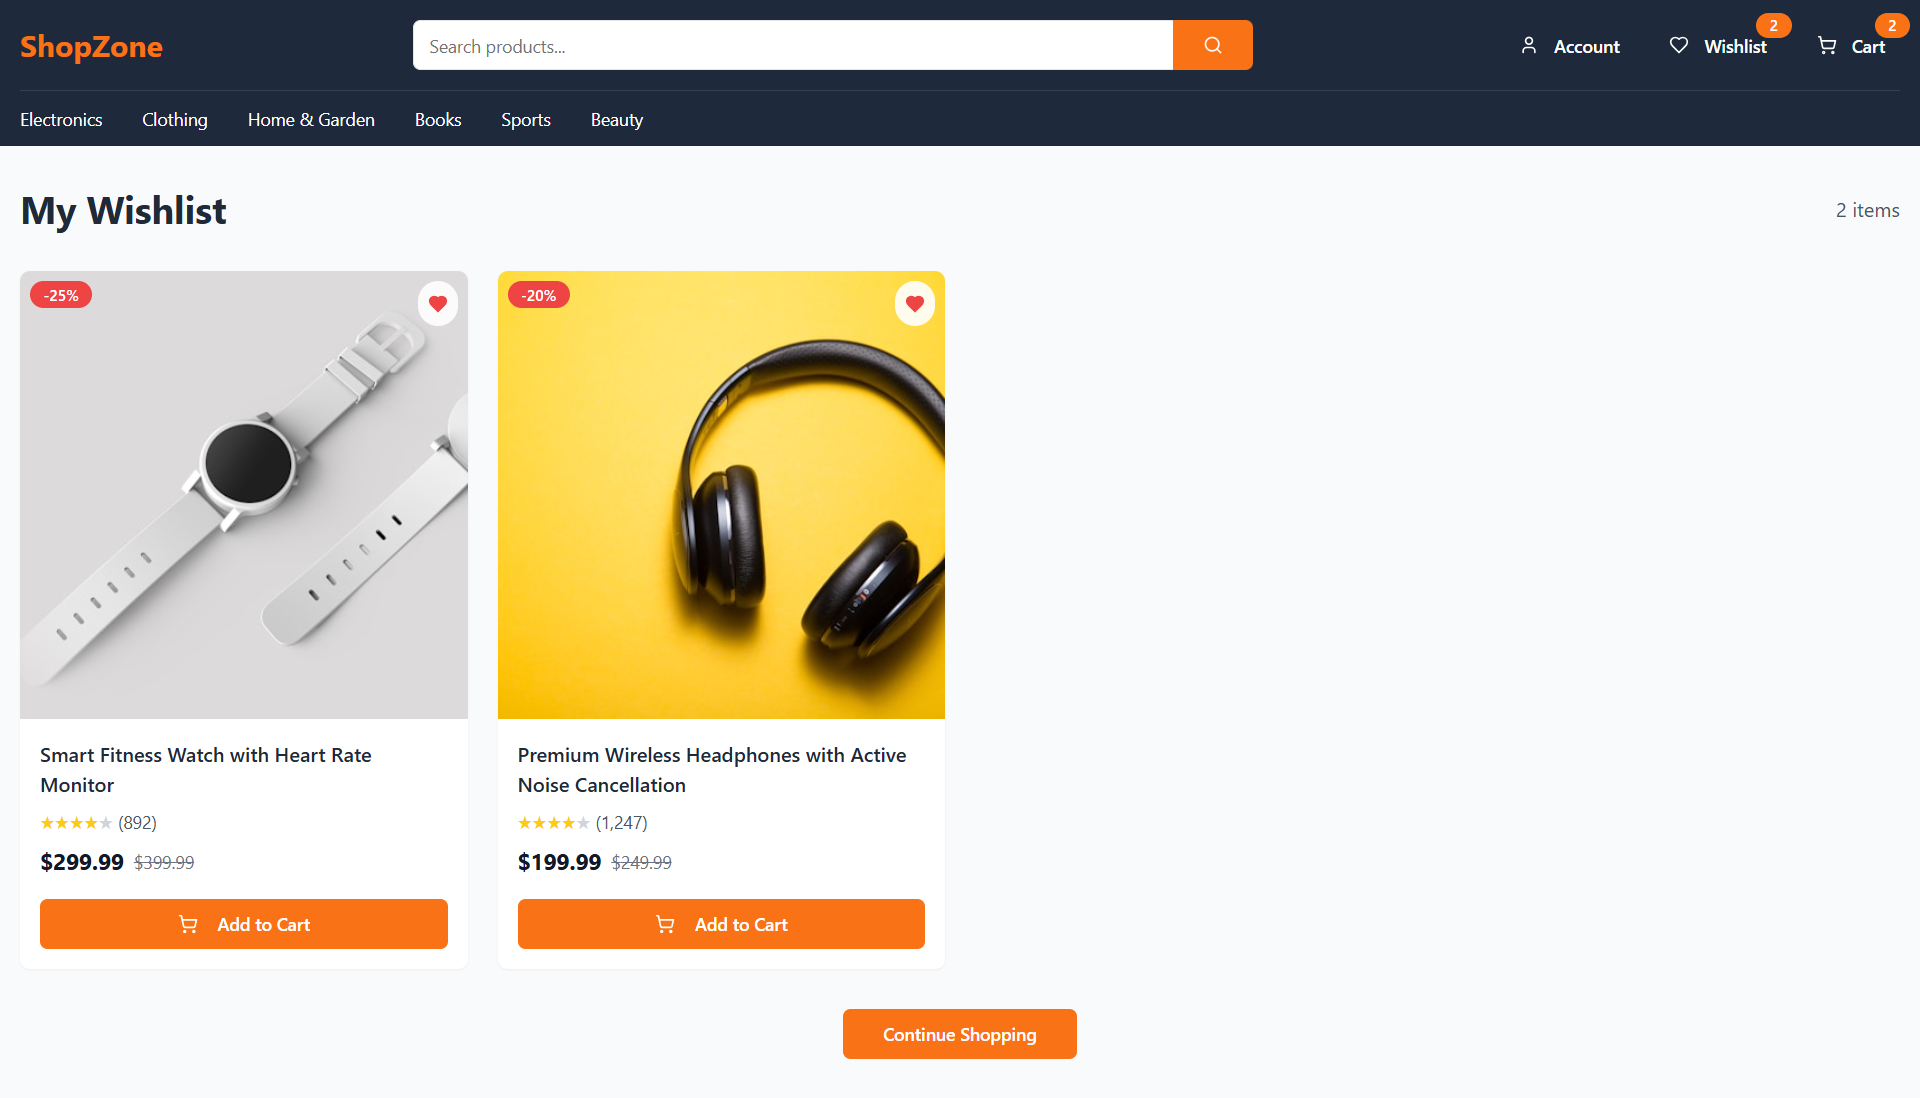 ShopZone
Search products...
Account
Wishlist
2
Cart
2
Electronics
Clothing
Home & Garden
Books
Sports
Beauty
My Wishlist
2 items
-25%
Smart Fitness Watch with Heart Rate
Monitor
★★★★★ (892)
$299.99 $399.99
Add to Cart
-20%
Premium Wireless Headphones with Active
Noise Cancellation
★★★★★ (1,247)
$199.99 $249.99
Add to Cart
Continue Shopping